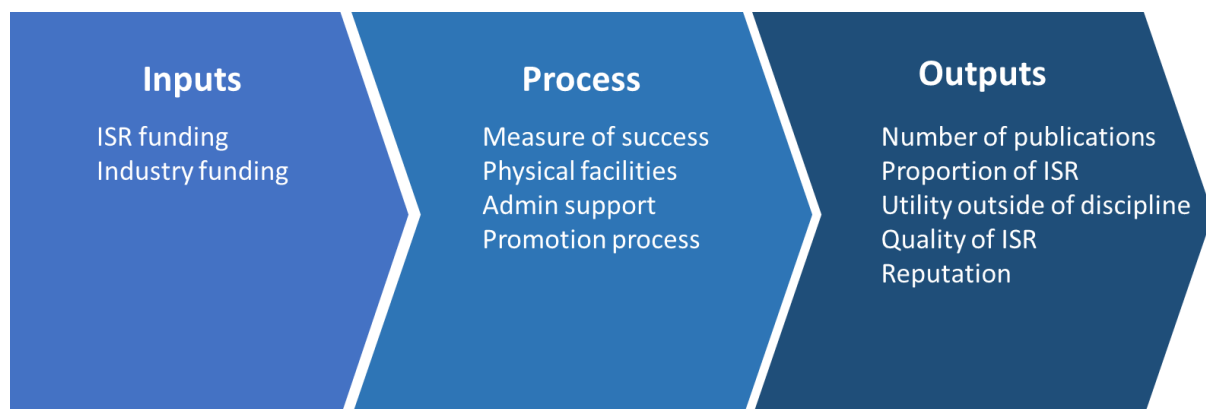 Inputs
ISR funding
Industry funding
Process
Measure of success
Physical facilities
Admin support
Promotion process
Outputs
Number of publications
Proportion of ISR
Utility outside of discipline
Quality of ISR
Reputation